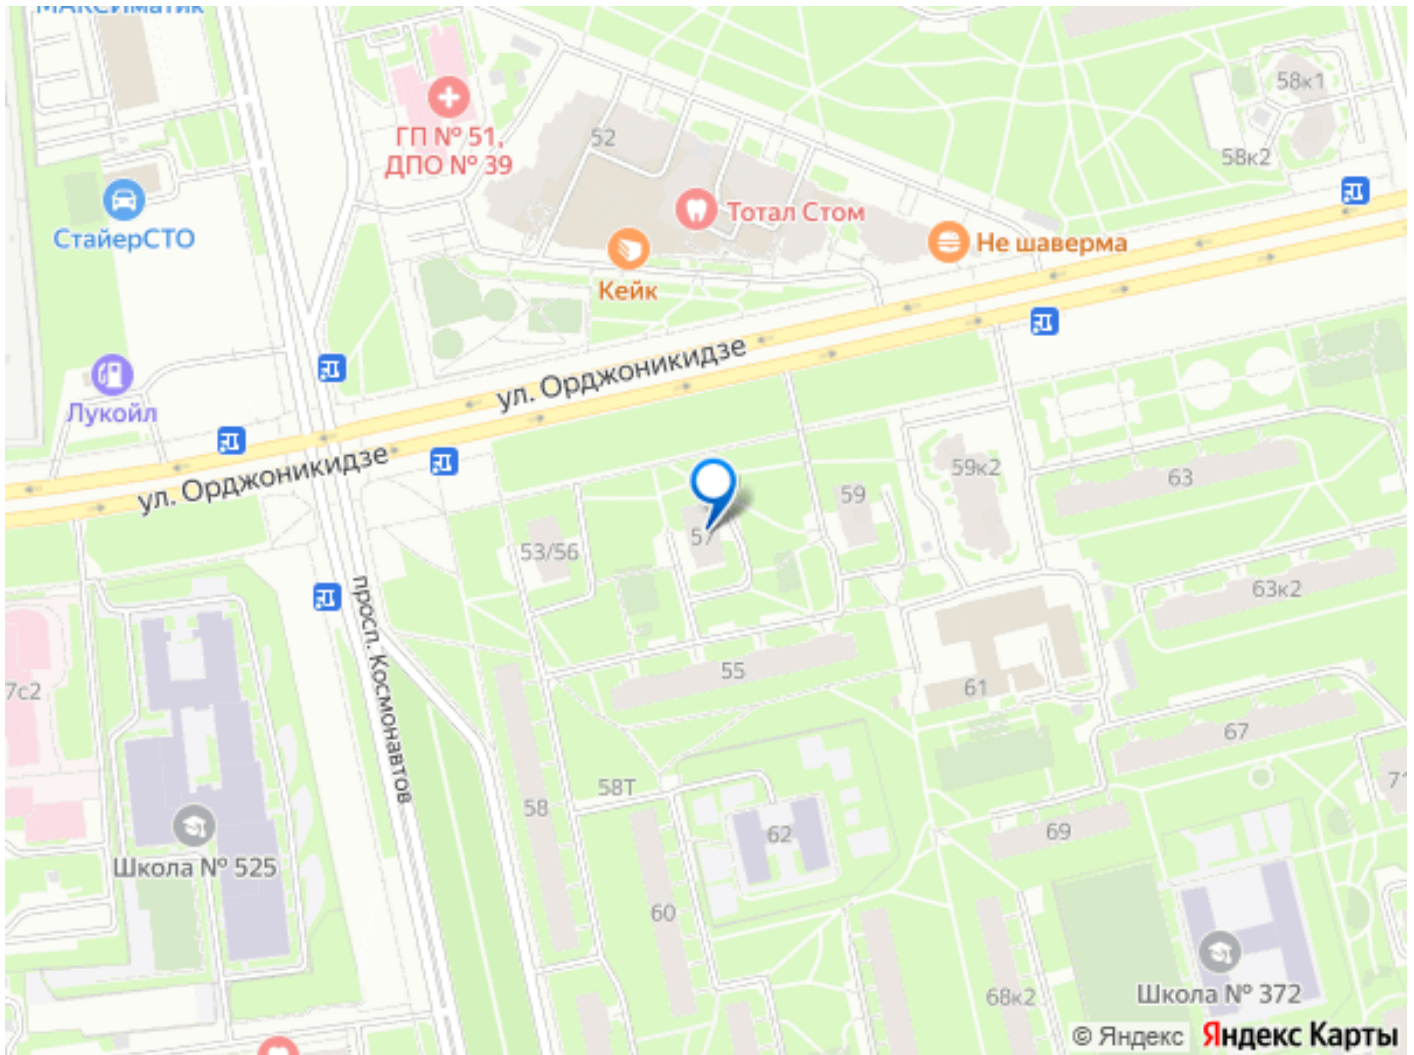 МАКСИматик
58к1
ГП № 51,
ДПО № 39
52
58к2
Тотал Стом
СтайерСТО
Не шаверма
Кейк
ул. Орджоникидзе
Лукойл
ул. Орджоникидзе
59к2
63
59
57
53/56
просп. Космонавтов
63к2
55
61
7с2
67
58Т
58
71
62
69
Школа № 525
60
68к2
Школа № 372
© Яндекс
Яндекс Карты